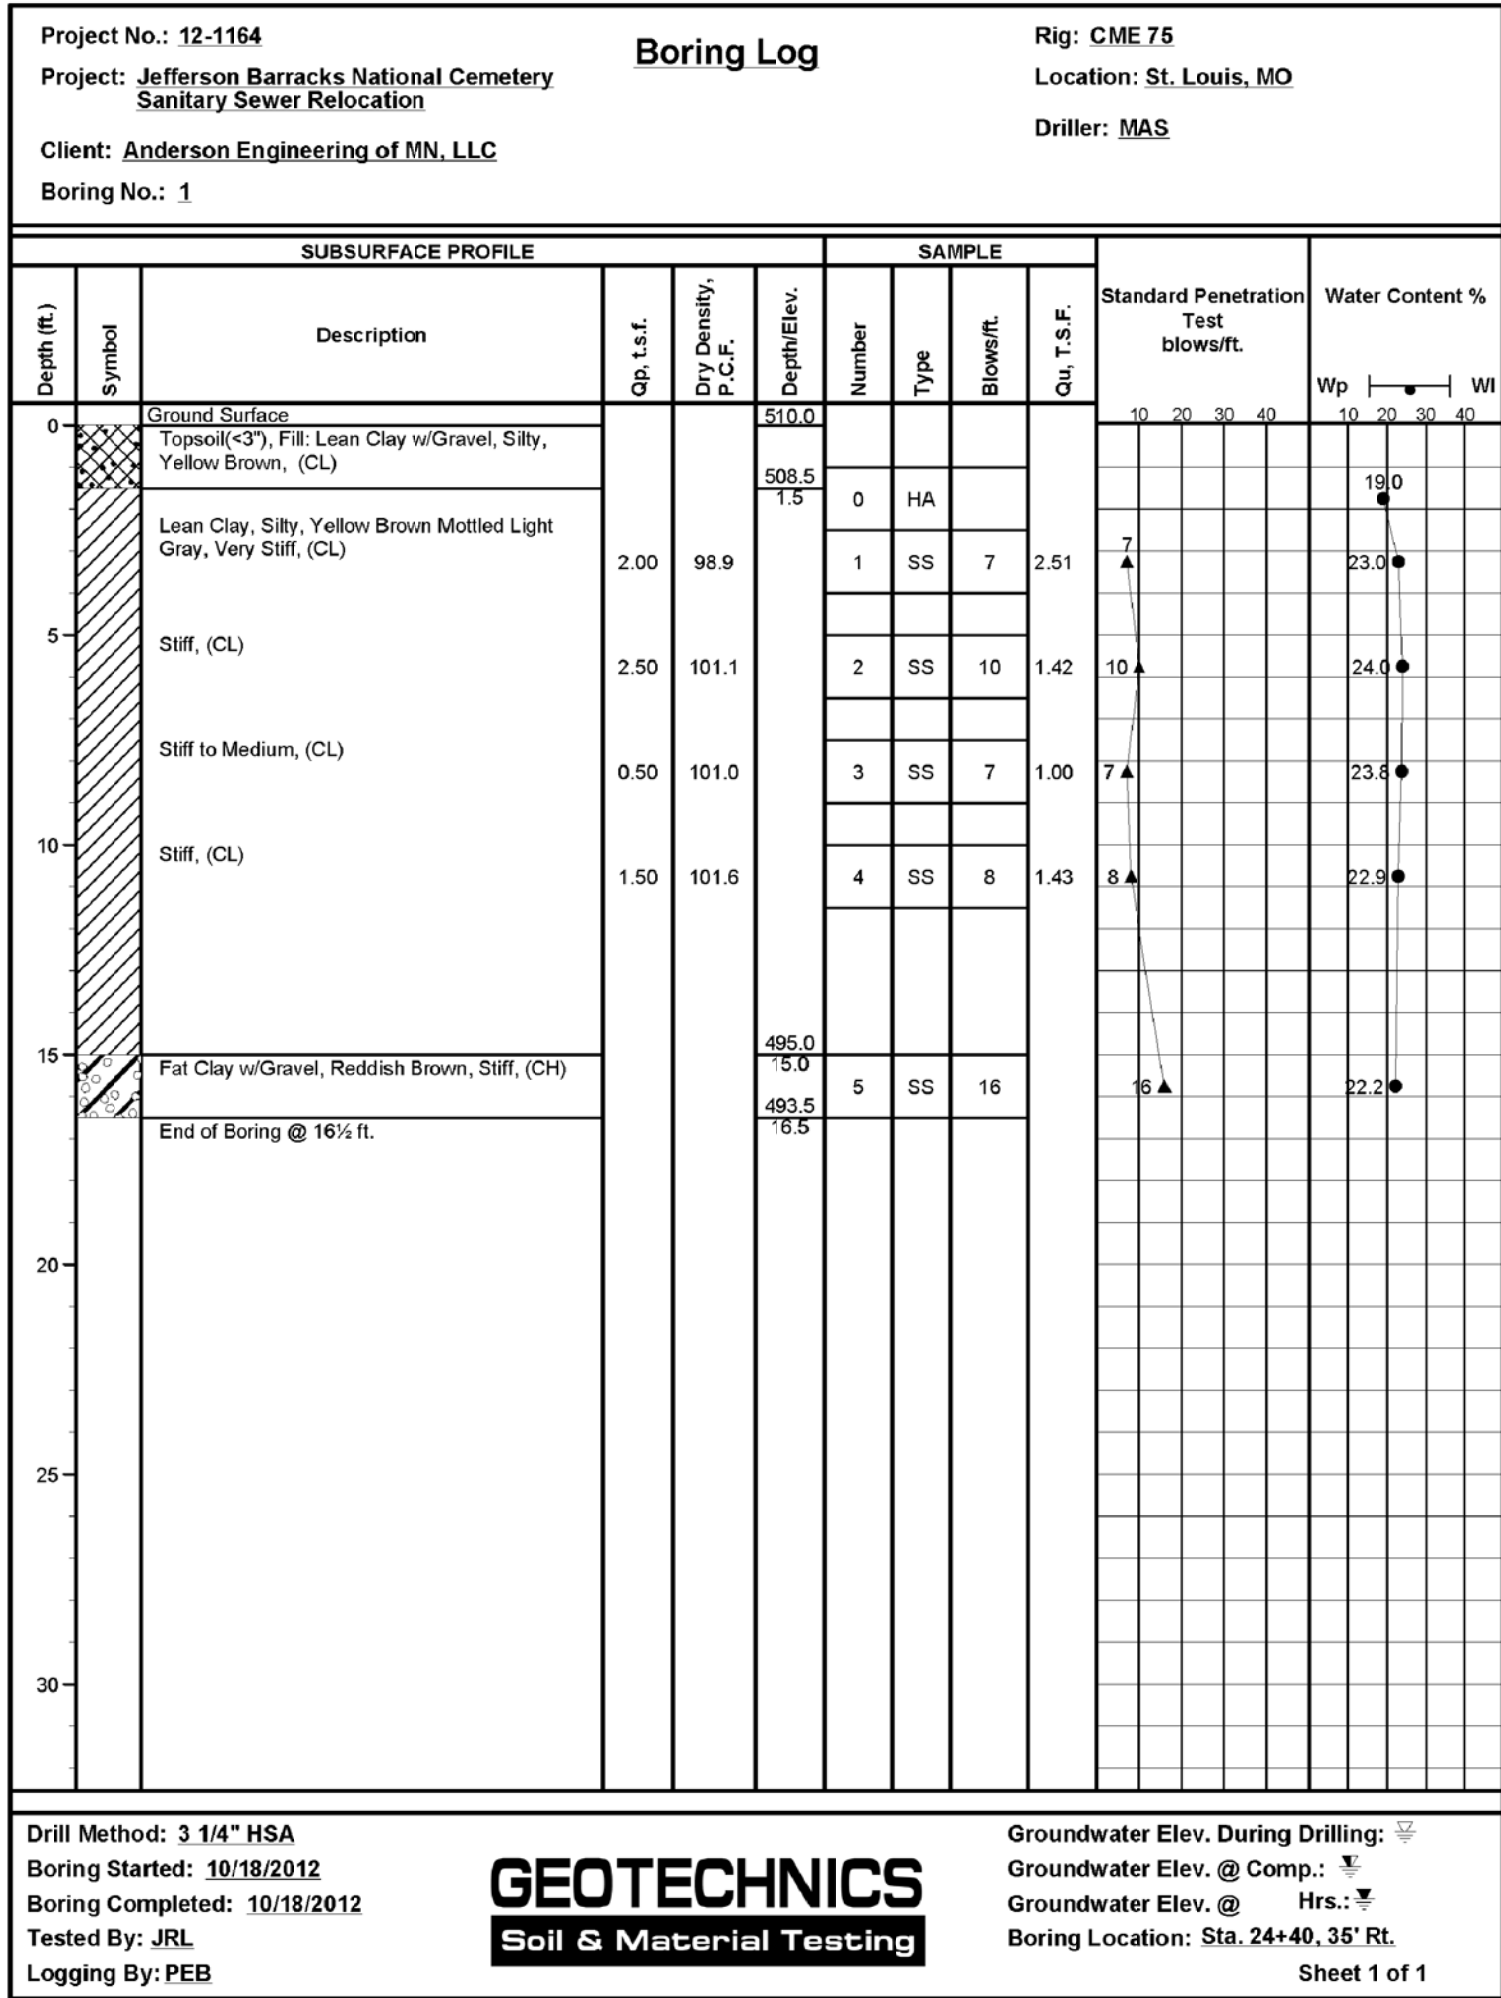 Project No.: 12-1164
Boring Log
Rig: CME 75
Project: Jefferson Barracks National Cemetery
Sanitary Sewer Relocation
Location: St. Louis, MO
Driller: MAS
Client: Anderson Engineering of MN, LLC
Boring No.: 1
SUBSURFACE PROFILE
SAMPLE
Depth (ft.)
Symbol
Description
Qp, t.s.f.
Dry Density, P.C.F.
Depth/Elev.
Number
Type
Blows/ft.
Qu, T.S.F.
Standard Penetration
Test
blows/ft.
Water Content %
Wp Wl
10 20 30 40
10 20 30 40
0 Ground Surface 510.0
Topsoil(<3"), Fill: Lean Clay w/Gravel, Silty,
Yellow Brown, (CL)
508.5
1.5 0 HA 19.0
Lean Clay, Silty, Yellow Brown Mottled Light
Gray, Very Stiff, (CL)
2.00 98.9 1 SS 7 2.51 7 23.0
5
Stiff, (CL)
2.50 101.1 2 SS 10 1.42 10 24.0
Stiff to Medium, (CL)
0.50 101.0 3 SS 7 1.00 7 23.8
10
Stiff, (CL)
1.50 101.6 4 SS 8 1.43 8 22.9
495.0
15
Fat Clay w/Gravel, Reddish Brown, Stiff, (CH) 15.0
5 SS 16 16 22.2
493.5
End of Boring @ 16½ ft. 16.5
20
25
30
Drill Method: 3 1/4" HSA
Boring Started: 10/18/2012
Boring Completed: 10/18/2012
Tested By: JRL
Logging By: PEB
GEOTECHNICS
Soil & Material Testing
Groundwater Elev. During Drilling:
Groundwater Elev. @ Comp.:
Groundwater Elev. @ Hrs.:
Boring Location: Sta. 24+40, 35' Rt.
Sheet 1 of 1